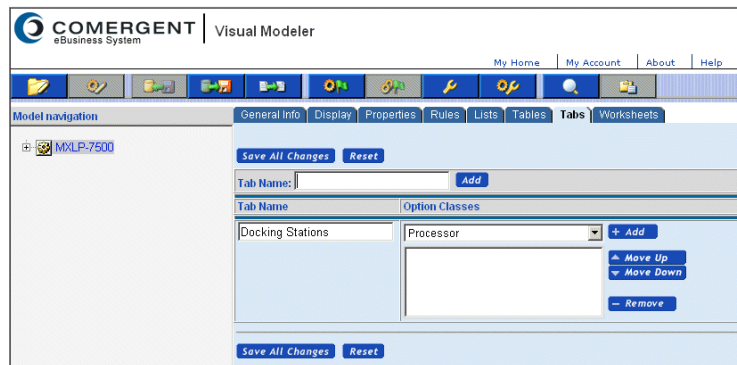 COMERGENT
eBusiness System
Visual Modeler
My Home My Account About Help
Model navigation
General Info Display Properties Rules Lists Tables Tabs Worksheets
MXLP-7500
Save All Changes Reset
Tab Name: Add
Tab Name Option Classes
Docking Stations Processor + Add
Move Up
Move Down
Remove
Save All Changes Reset